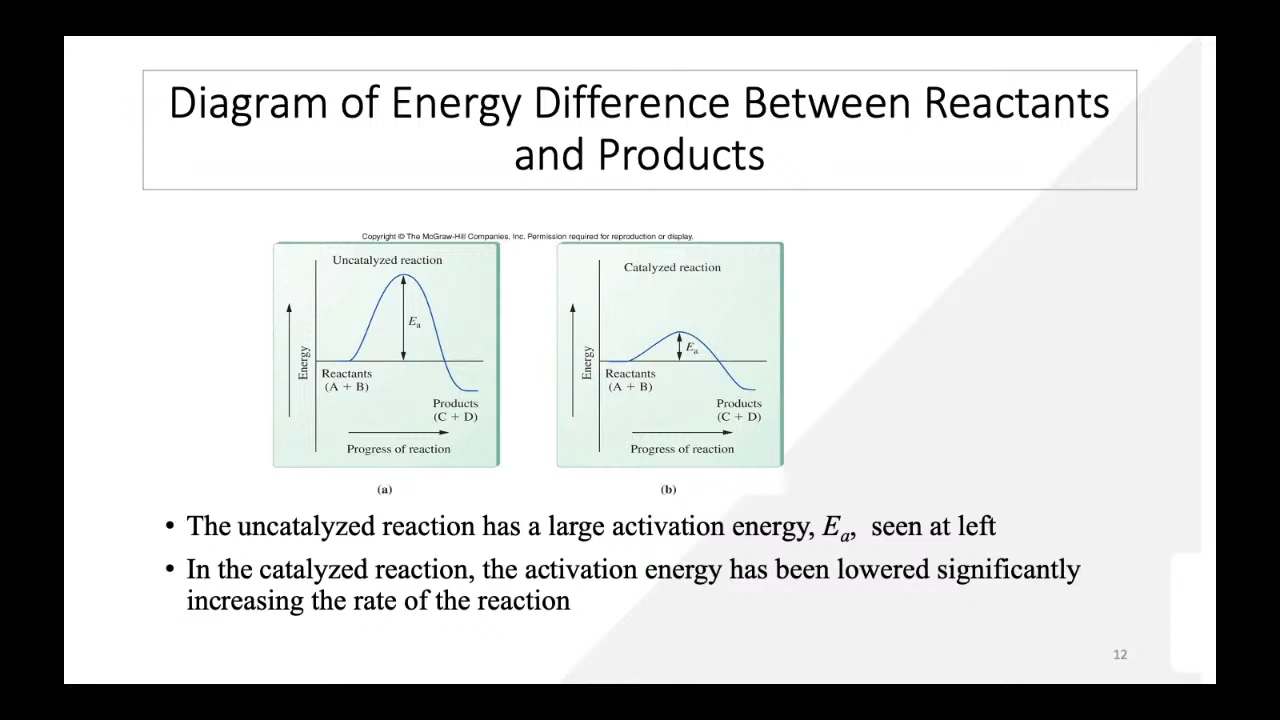 Diagram of Energy Difference Between Reactants
and Products
Copyright © The McGraw-Hill Companies, Inc. Permission required for reproduction or display.
Uncatalyzed reaction
Ea
Energy
Reactants
(A + B)
Products
(C + D)
Progress of reaction
(a)
Catalyzed reaction
Ea
Energy
Reactants
(A + B)
Products
(C + D)
Progress of reaction
(b)
• The uncatalyzed reaction has a large activation energy, Ea, seen at left
• In the catalyzed reaction, the activation energy has been lowered significantly
increasing the rate of the reaction
12